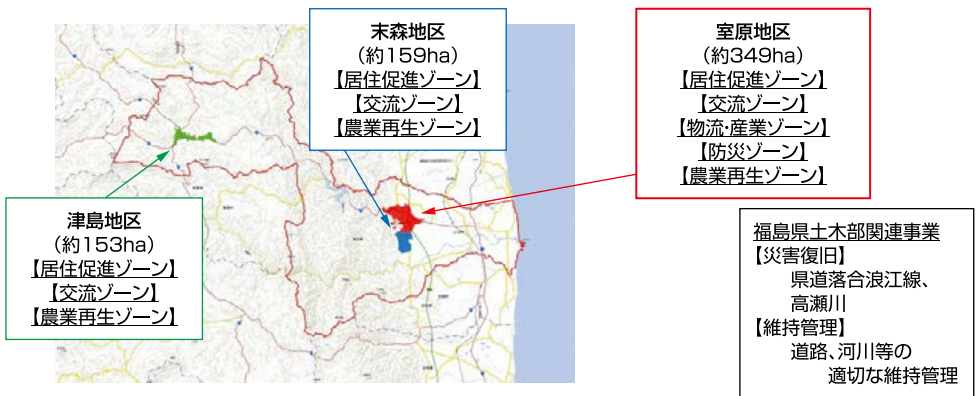 末森地区
(約159ha)
【居住促進ゾーン】
【交流ゾーン】
【農業再生ゾーン】
室原地区
(約349ha)
【居住促進ゾーン】
【交流ゾーン】
【物流・産業ゾーン】
【防災ゾーン】
【農業再生ゾーン】
津島地区
(約153ha)
【居住促進ゾーン】
【交流ゾーン】
【農業再生ゾーン】
福島県土木部関連事業
【災害復旧】
県道落合浪江線、
高瀬川
【維持管理】
道路、河川等の
適切な維持管理